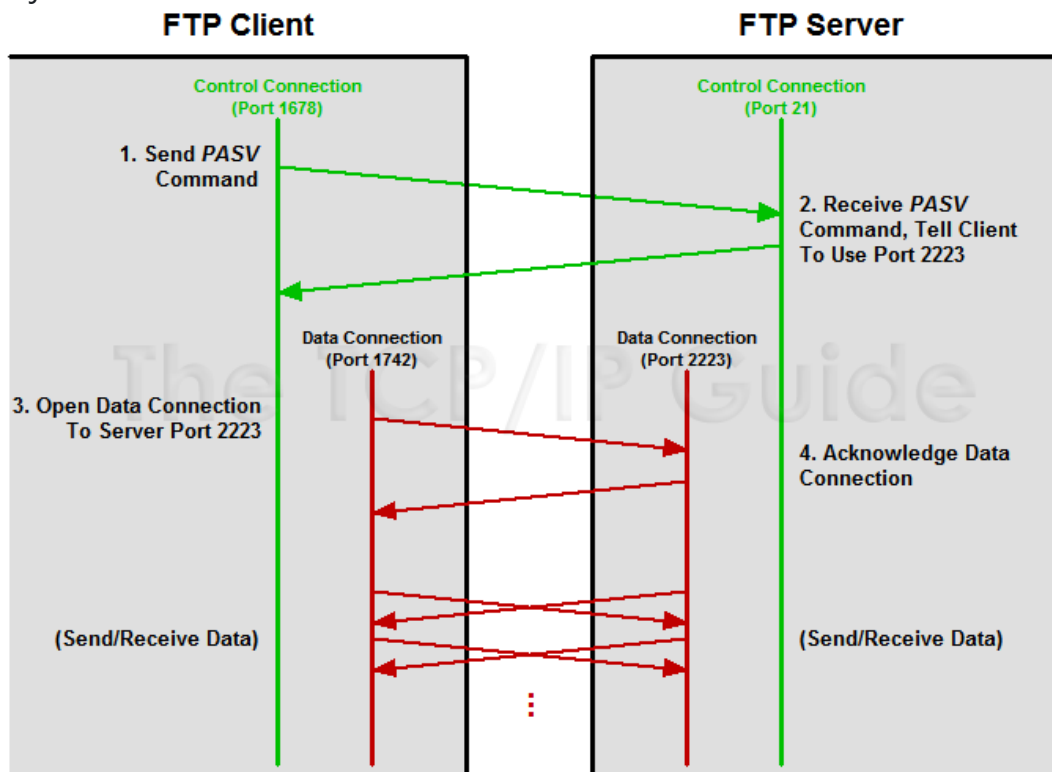 FTP Client
FTP Server
Control Connection
(Port 1678)
Control Connection
(Port 21)
1. Send PASV
Command
2. Receive PASV
Command, Tell Client
To Use Port 2223
Data Connection
(Port 1742)
Data Connection
(Port 2223)
The TCP/IP Guide
3. Open Data Connection
To Server Port 2223
4. Acknowledge Data
Connection
(Send/Receive Data)
(Send/Receive Data)